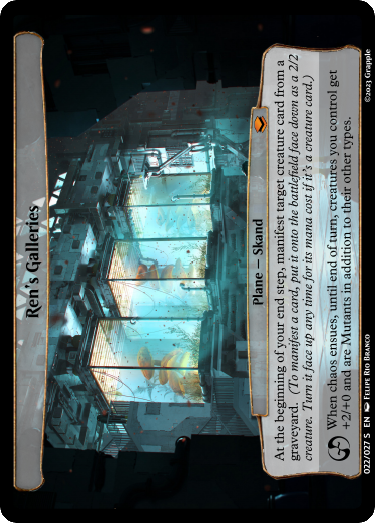 Ren's Galleries
Plane — Skand
At the beginning of your end step, manifest target creature card from a
graveyard. (To manifest a card, put it onto the battlefield face down as a 2/2
creature. Turn it face up any time for its mana cost if it's a creature card.)
When chaos ensues, until end of turn, creatures you control get
+2/+0 and are Mutants in addition to their other types.
022/027 S EN Felipe Rio Branco
©2023 Grapple